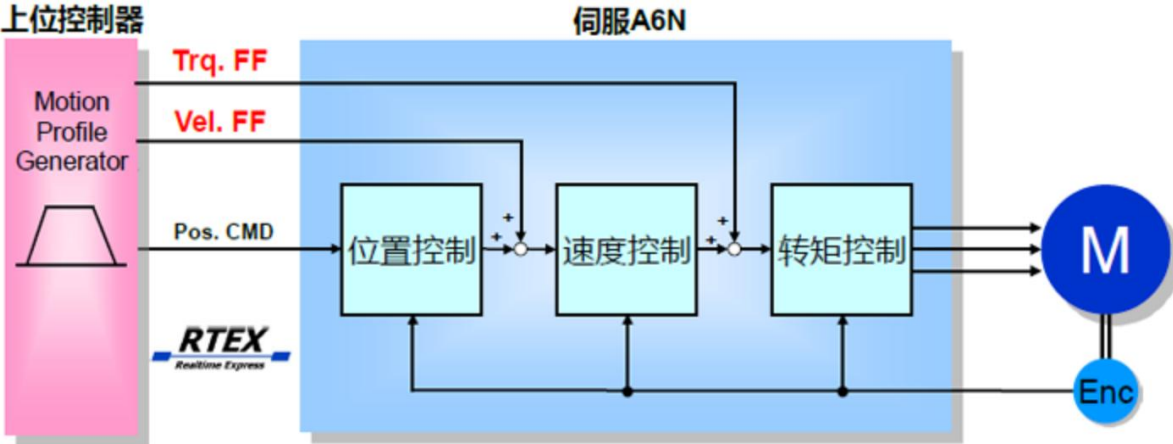 上位控制器
伺服A6N
Trq. FF
Motion
Profile
Generator
Vel. FF
Pos. CMD
+
+
+
+
位置控制
速度控制
转矩控制
M
RTEX
Realtime Express
Enc